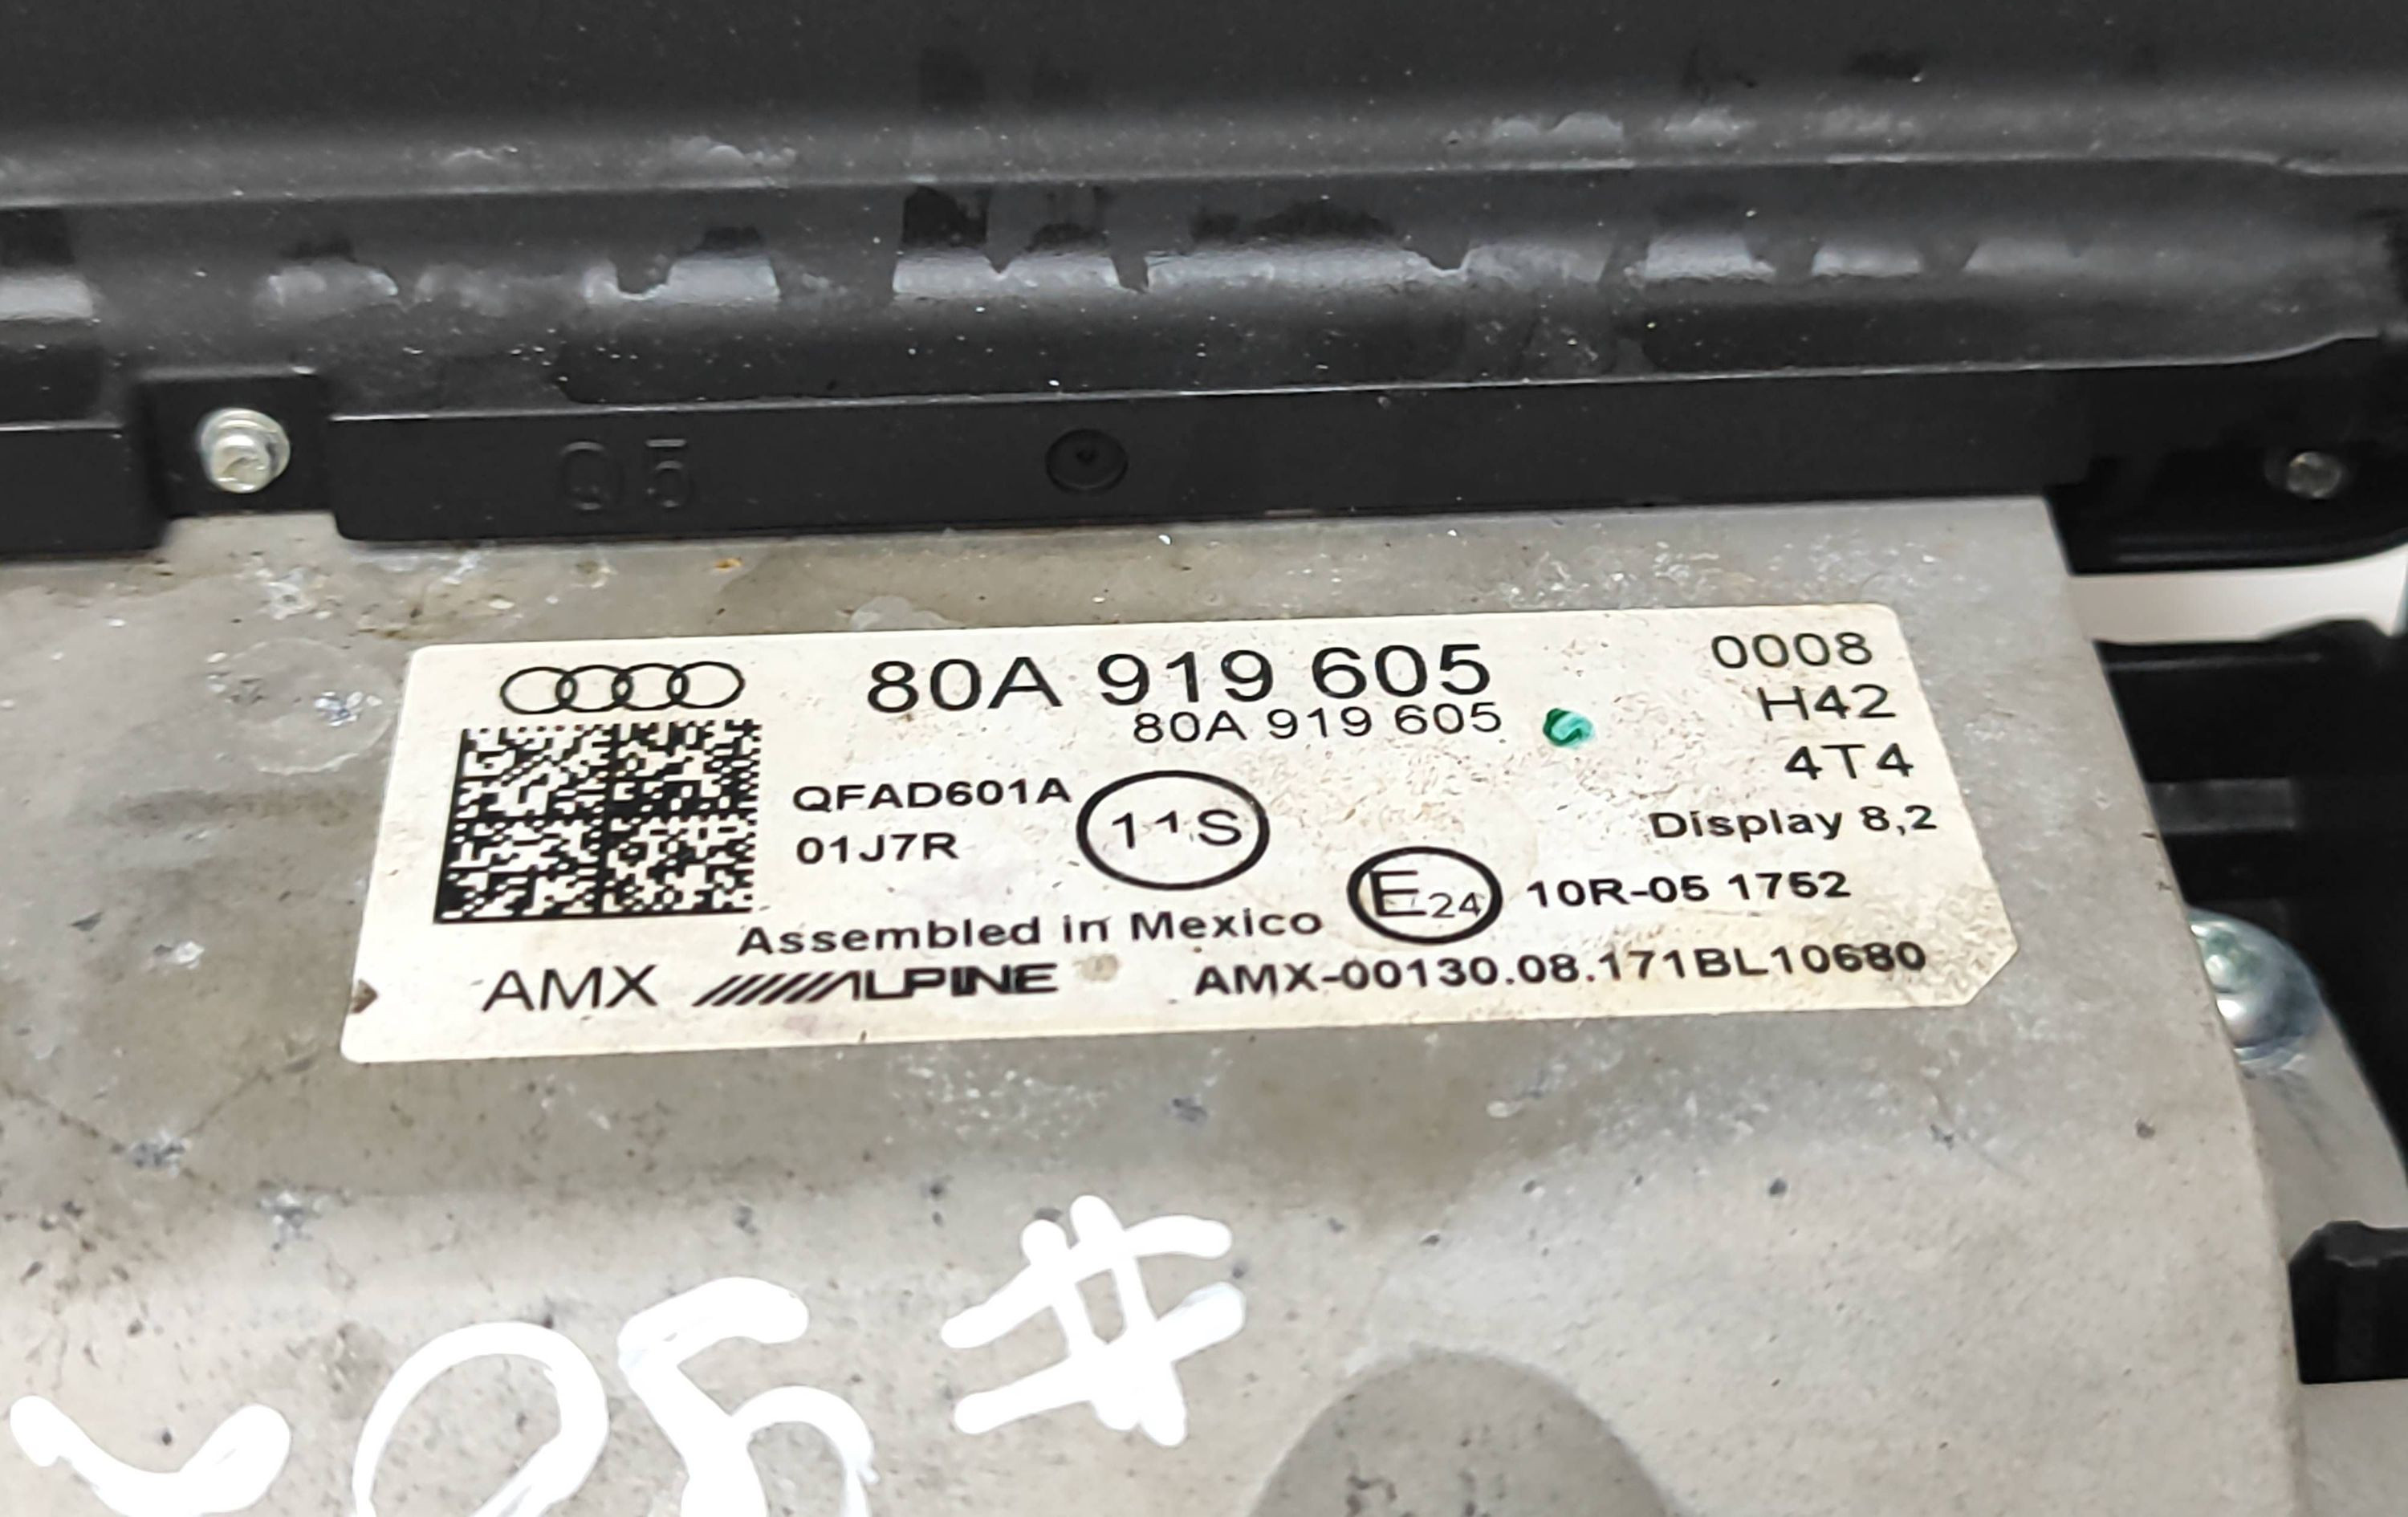 Q5
80A 919 605
80A 919 605
0008
H42
4T4
Display 8,2
QFAD601A
01J7R
11S
E24
10R-05 1752
Assembled in Mexico
AMX ALPINE
AMX-00130.08.171BL10680
#